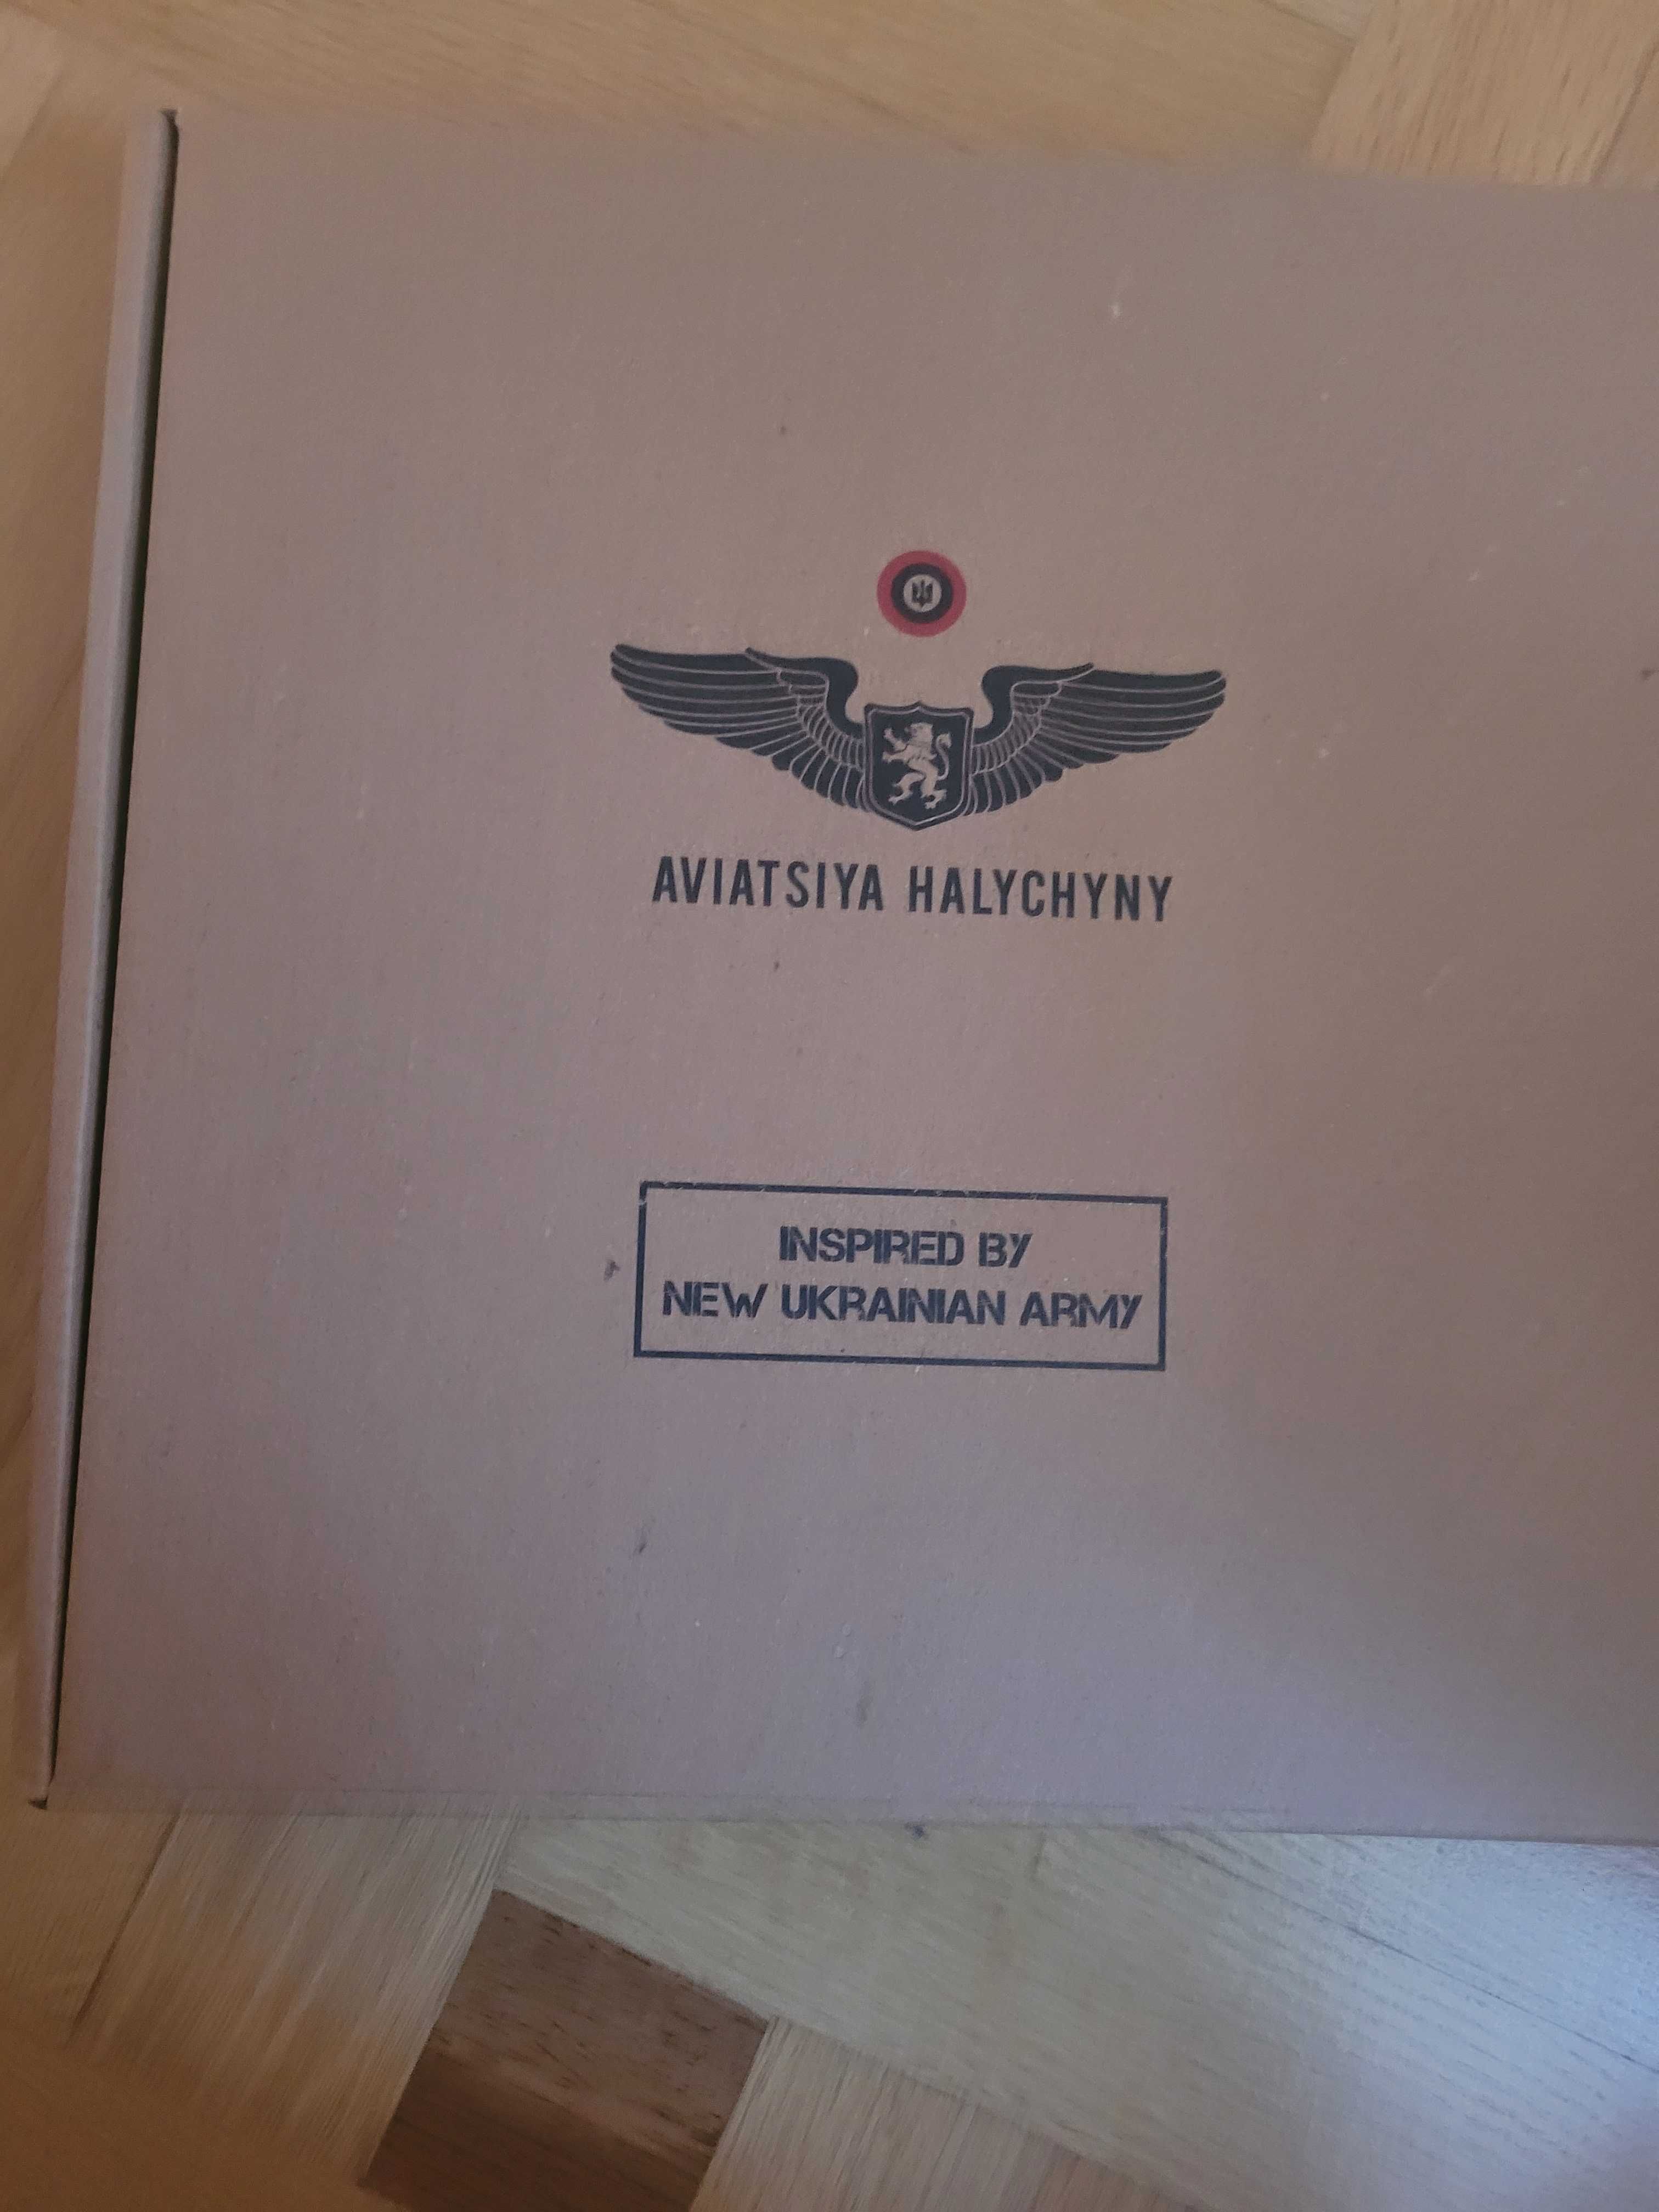 AVIATSIYA HALYCHYNY
INSPIRED BY
NEW UKRAINIAN ARMY